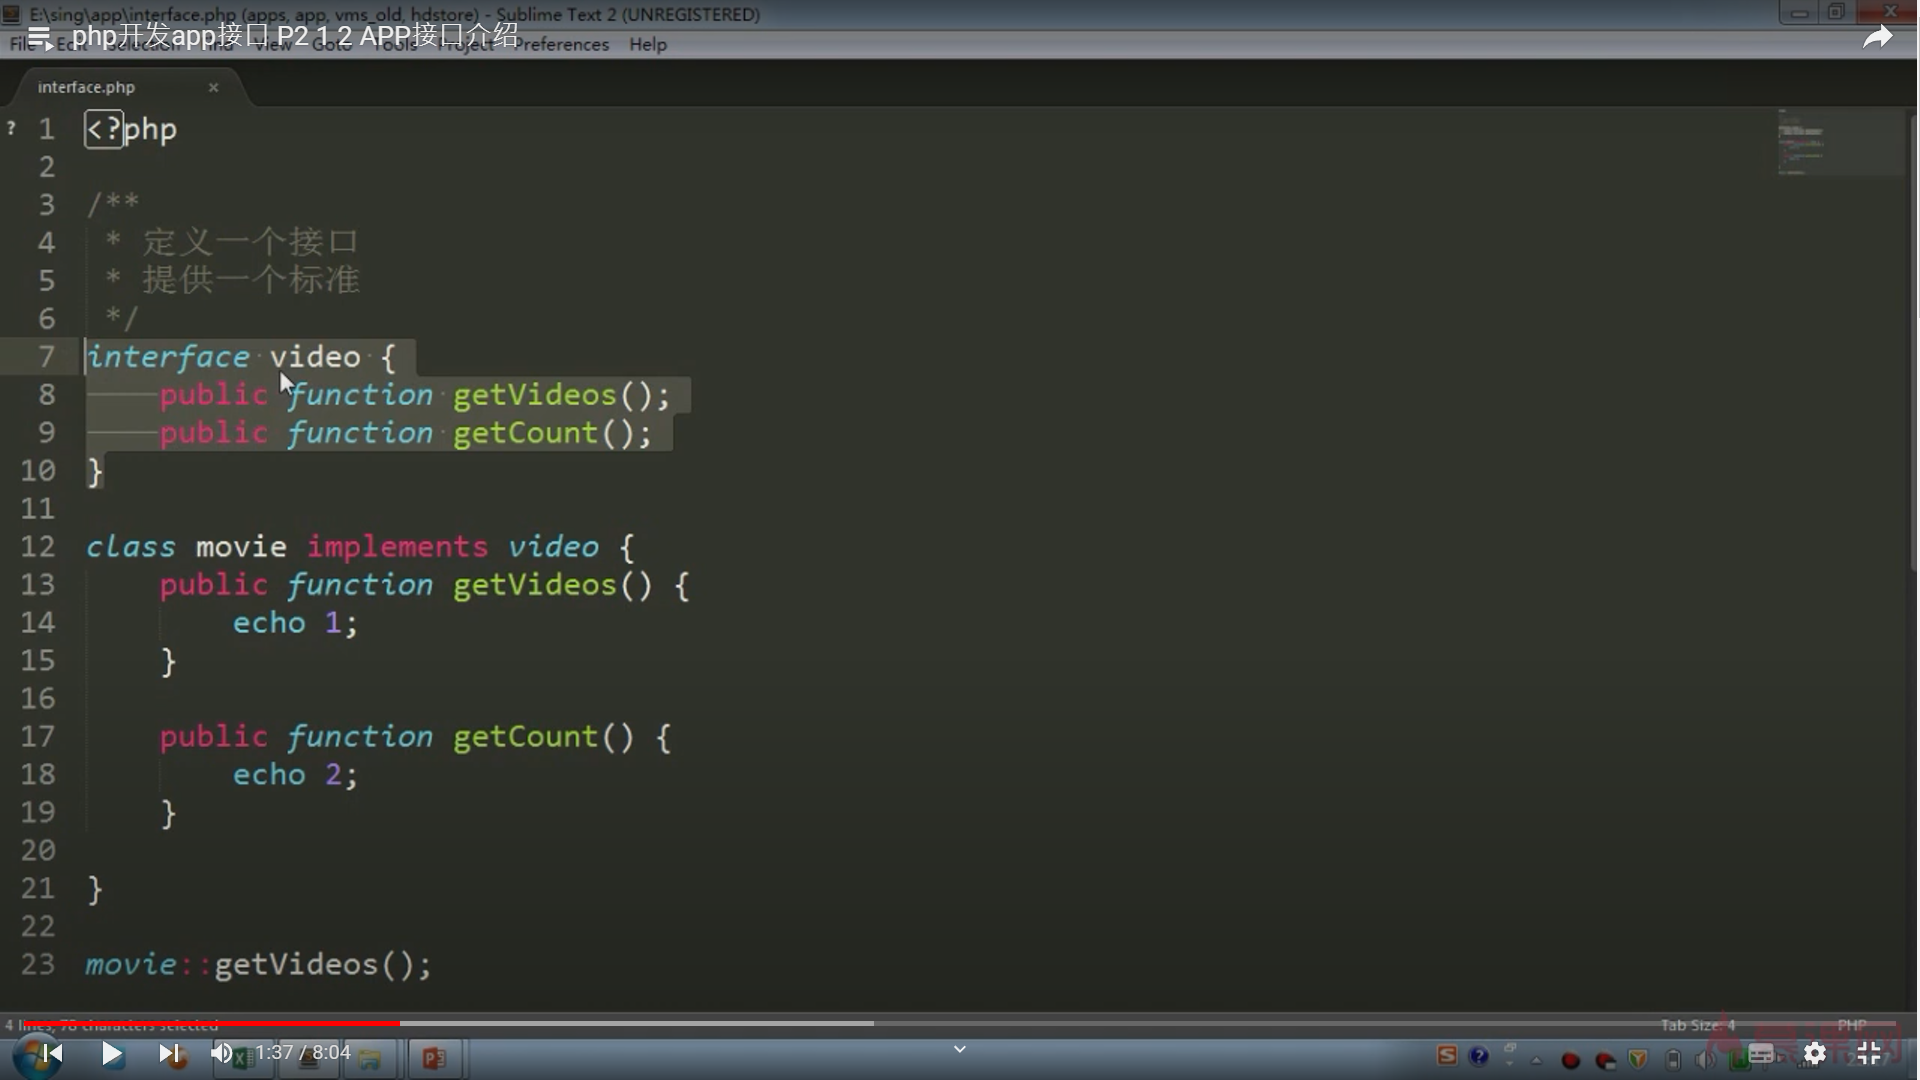 E:\sing\app\interface.php (apps, app, vms_old, hdstore) - Sublime Text 2 (UNREGISTERED)
php开发app接口 P2 1.2 APP接口介绍
File Edit Selection Find View Goto Tools Project Preferences Help
interface.php ×
? 1 <?php
2
3 /**
4 * 定义一个接口
5 * 提供一个标准
6 */
7 interface video {
8 public function getVideos();
9 public function getCount();
10 }
11
12 class movie implements video {
13 public function getVideos() {
14 echo 1;
15 }
16
17 public function getCount() {
18 echo 2;
19 }
20
21 }
22
23 movie::getVideos();
4 lines, 78 characters selected
Tab Size: 4 PHP
1:37 / 8:04